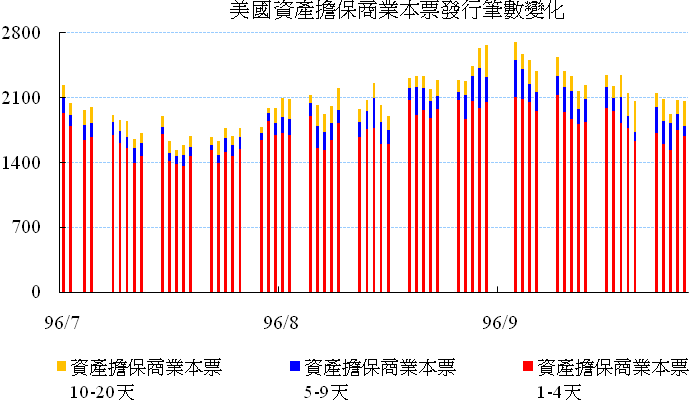 美國資產擔保商業本票發行筆數變化
2800
2100
1400
700
0
96/7
96/8
96/9
資產擔保商業本票
10-20天
資產擔保商業本票
5-9天
資產擔保商業本票
1-4天